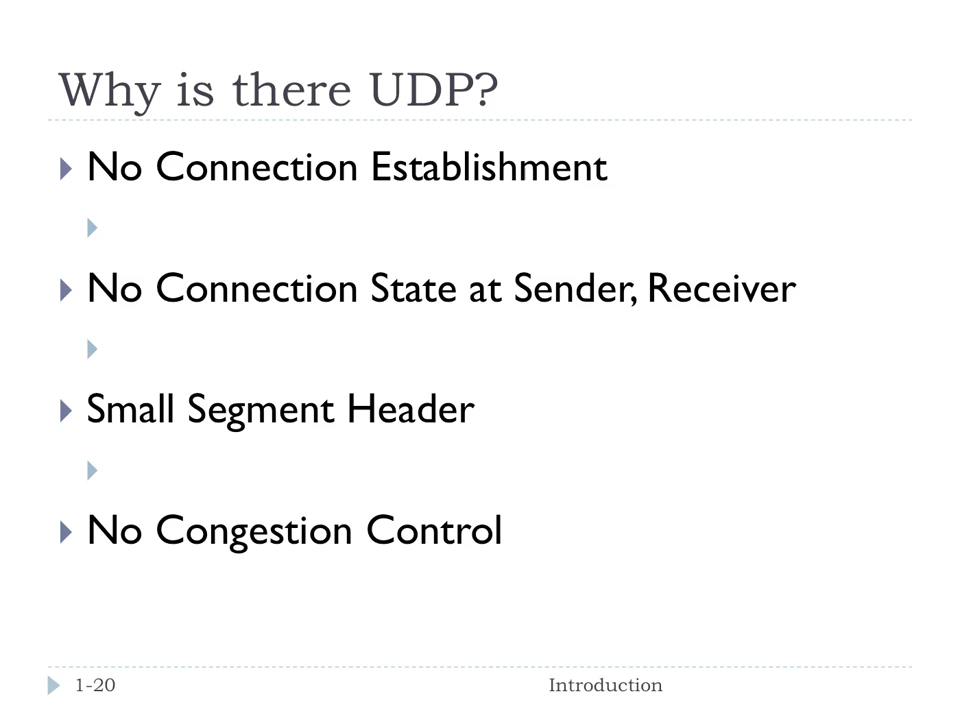 Why is there UDP?
No Connection Establishment
No Connection State at Sender, Receiver
Small Segment Header
No Congestion Control
1-20
Introduction